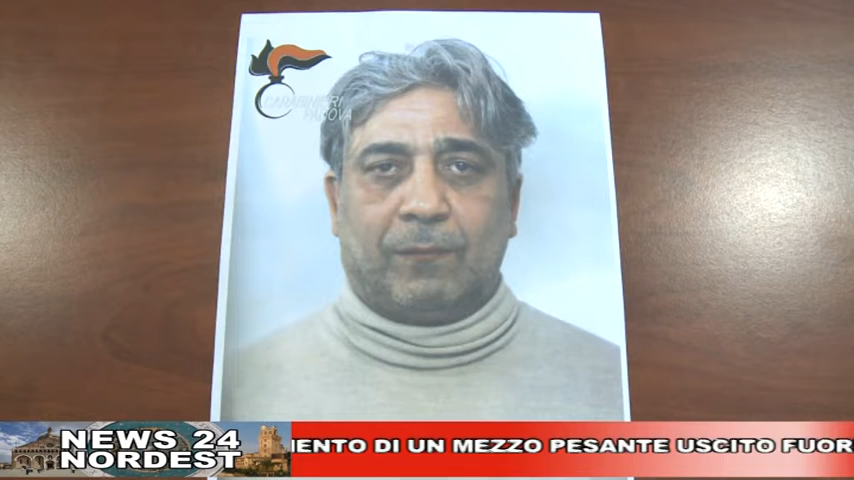 CARABINIERI
PADOVA
NEWS 24
NORDEST
IENTO DI UN MEZZO PESANTE USCITO FUOR